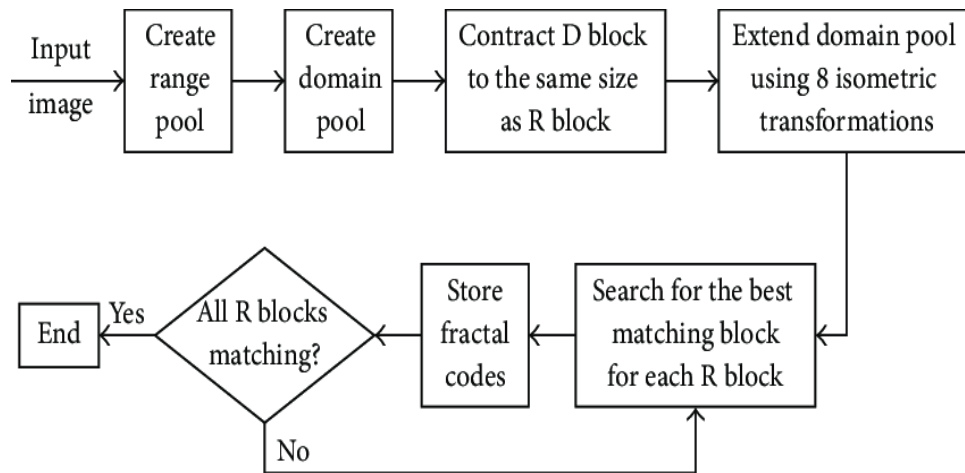 Input
image
Create
range
pool
Create
domain
pool
Contract D block
to the same size
as R block
Extend domain pool
using 8 isometric
transformations
Search for the best
matching block
for each R block
Store
fractal
codes
All R blocks
matching?
Yes
End
No